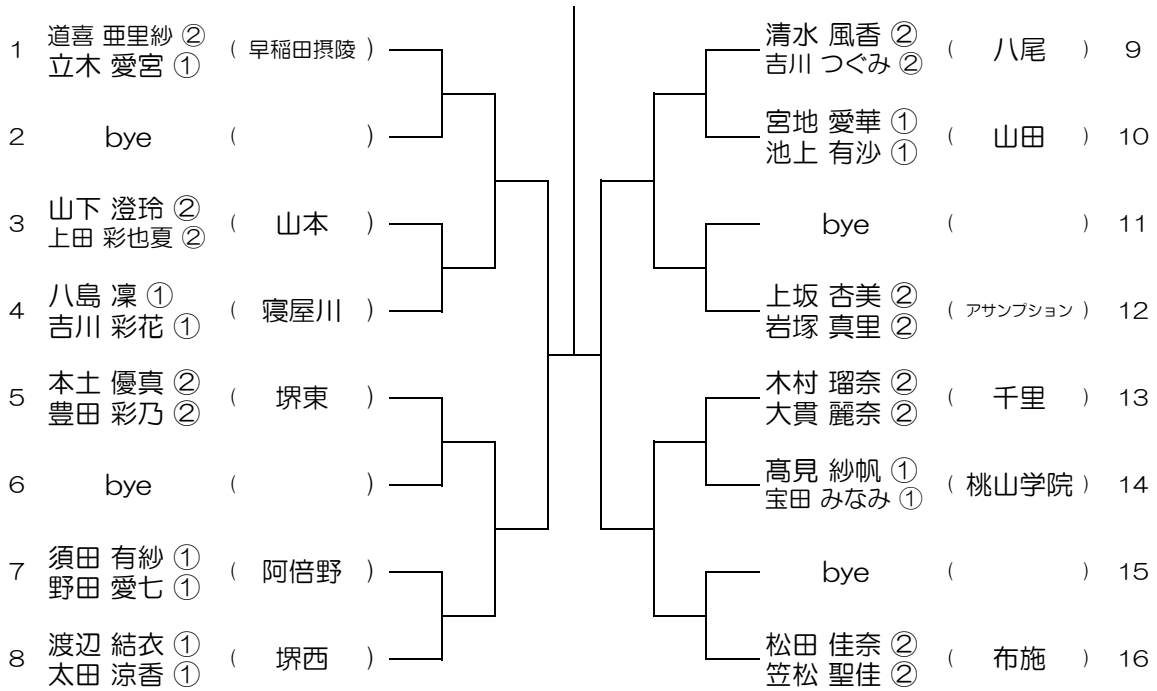 1 道喜 亜里紗 ② ( 早稲田摂陵 )
立木 愛宮 ①
2 bye ( )
3 山下 澄玲 ② ( 山本 )
上田 彩也夏 ②
4 八島 凜 ① ( 寝屋川 )
吉川 彩花 ①
5 本土 優真 ② ( 堺東 )
豊田 彩乃 ②
6 bye ( )
7 須田 有紗 ① ( 阿倍野 )
野田 愛七 ①
8 渡辺 結衣 ① ( 堺西 )
太田 涼香 ①
清水 風香 ② ( 八尾 ) 9
吉川 つぐみ ②
宮地 愛華 ① ( 山田 ) 10
池上 有沙 ①
bye ( ) 11
上坂 杏美 ② ( アサンプション ) 12
岩塚 真里 ②
木村 瑠奈 ② ( 千里 ) 13
大貫 麗奈 ②
髙見 紗帆 ① ( 桃山学院 ) 14
宝田 みなみ ①
bye ( ) 15
松田 佳奈 ② ( 布施 ) 16
笠松 聖佳 ②